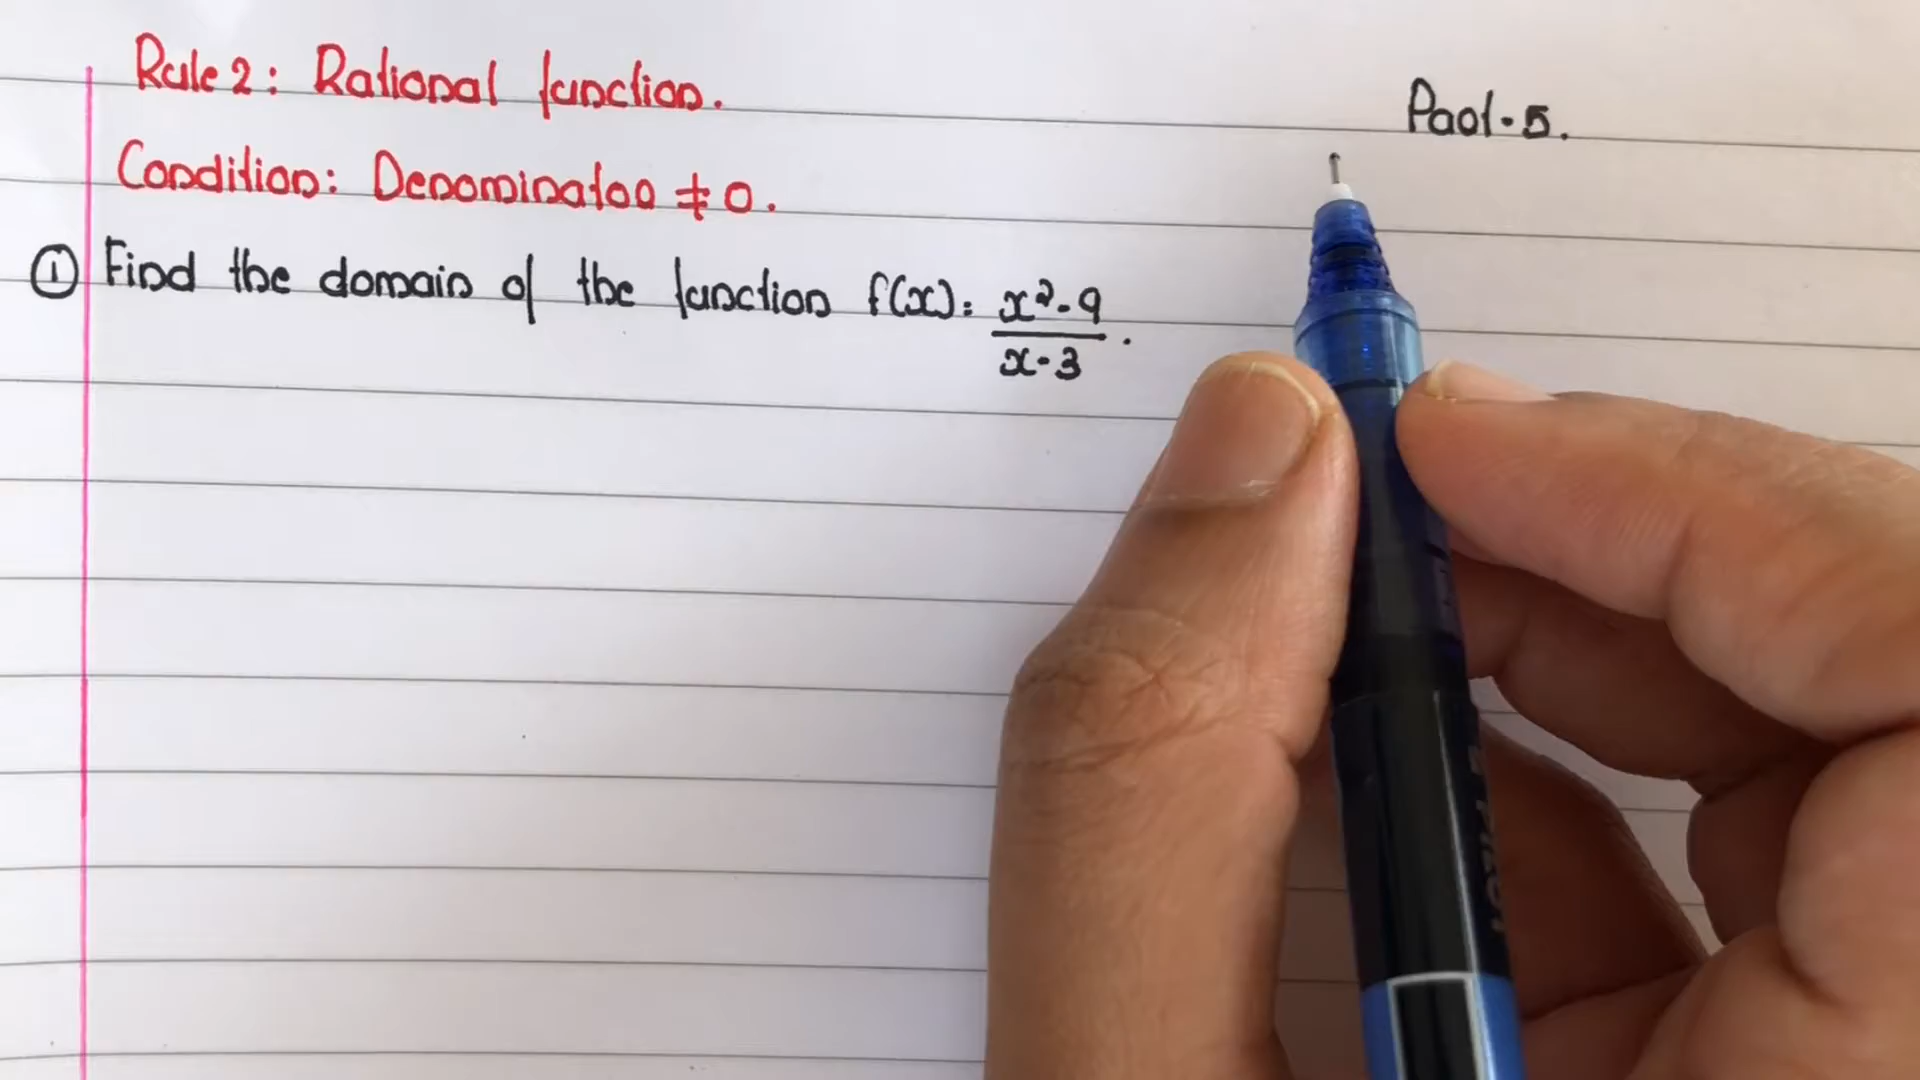 Rule 2: Rational function.
Part-5.
Condition: Denominator ≠ 0.
① Find the domain of the function f(x) = x²-9 / x-3 .